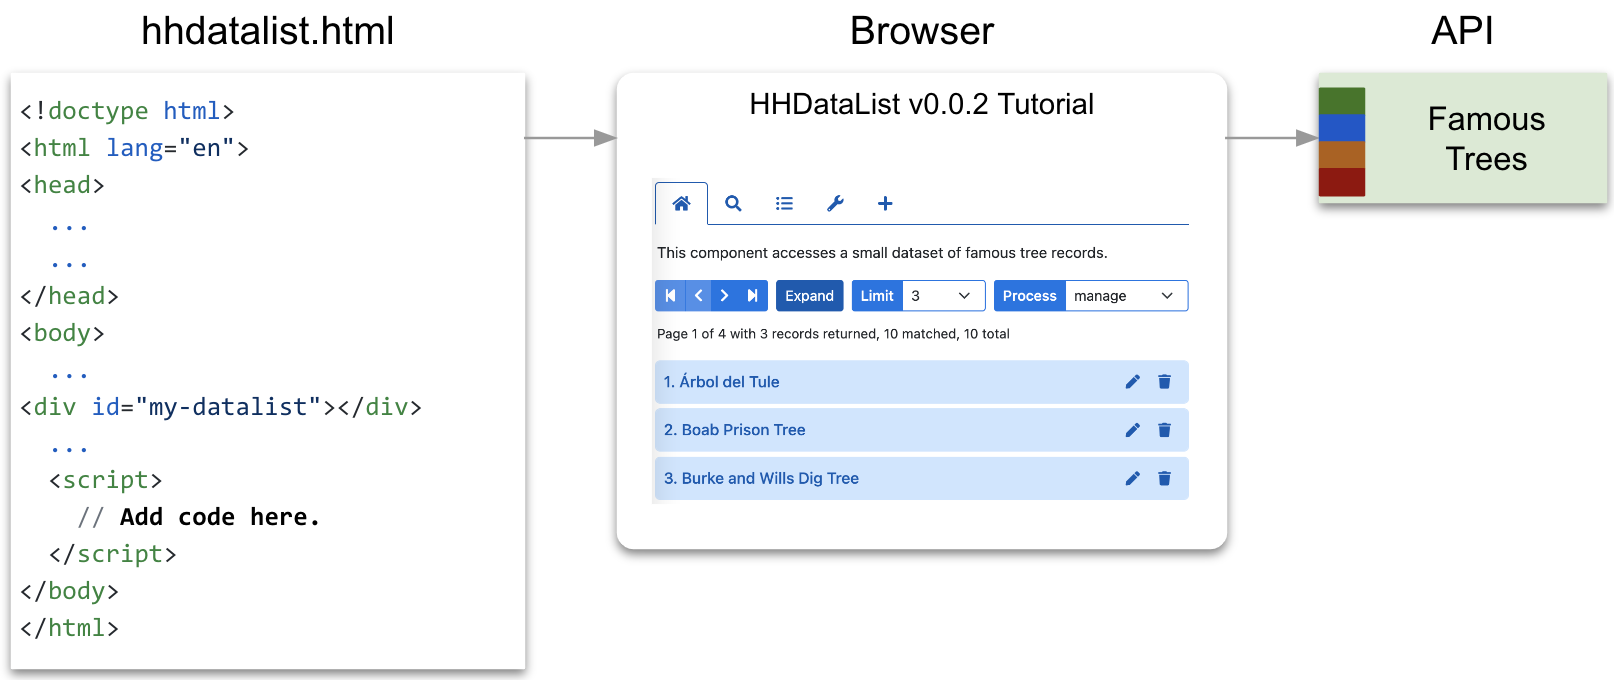 hhdatalist.html
<!doctype html>
<html lang="en">
<head>
...
...
</head>
<body>
...
<div id="my-datalist"></div>
...
<script>
// Add code here.
</script>
</body>
</html>
Browser
HHDataList v0.0.2 Tutorial
This component accesses a small dataset of famous tree records.
Expand Limit 3 Process manage
Page 1 of 4 with 3 records returned, 10 matched, 10 total
1. Árbol del Tule
2. Boab Prison Tree
3. Burke and Wills Dig Tree
API
Famous
Trees